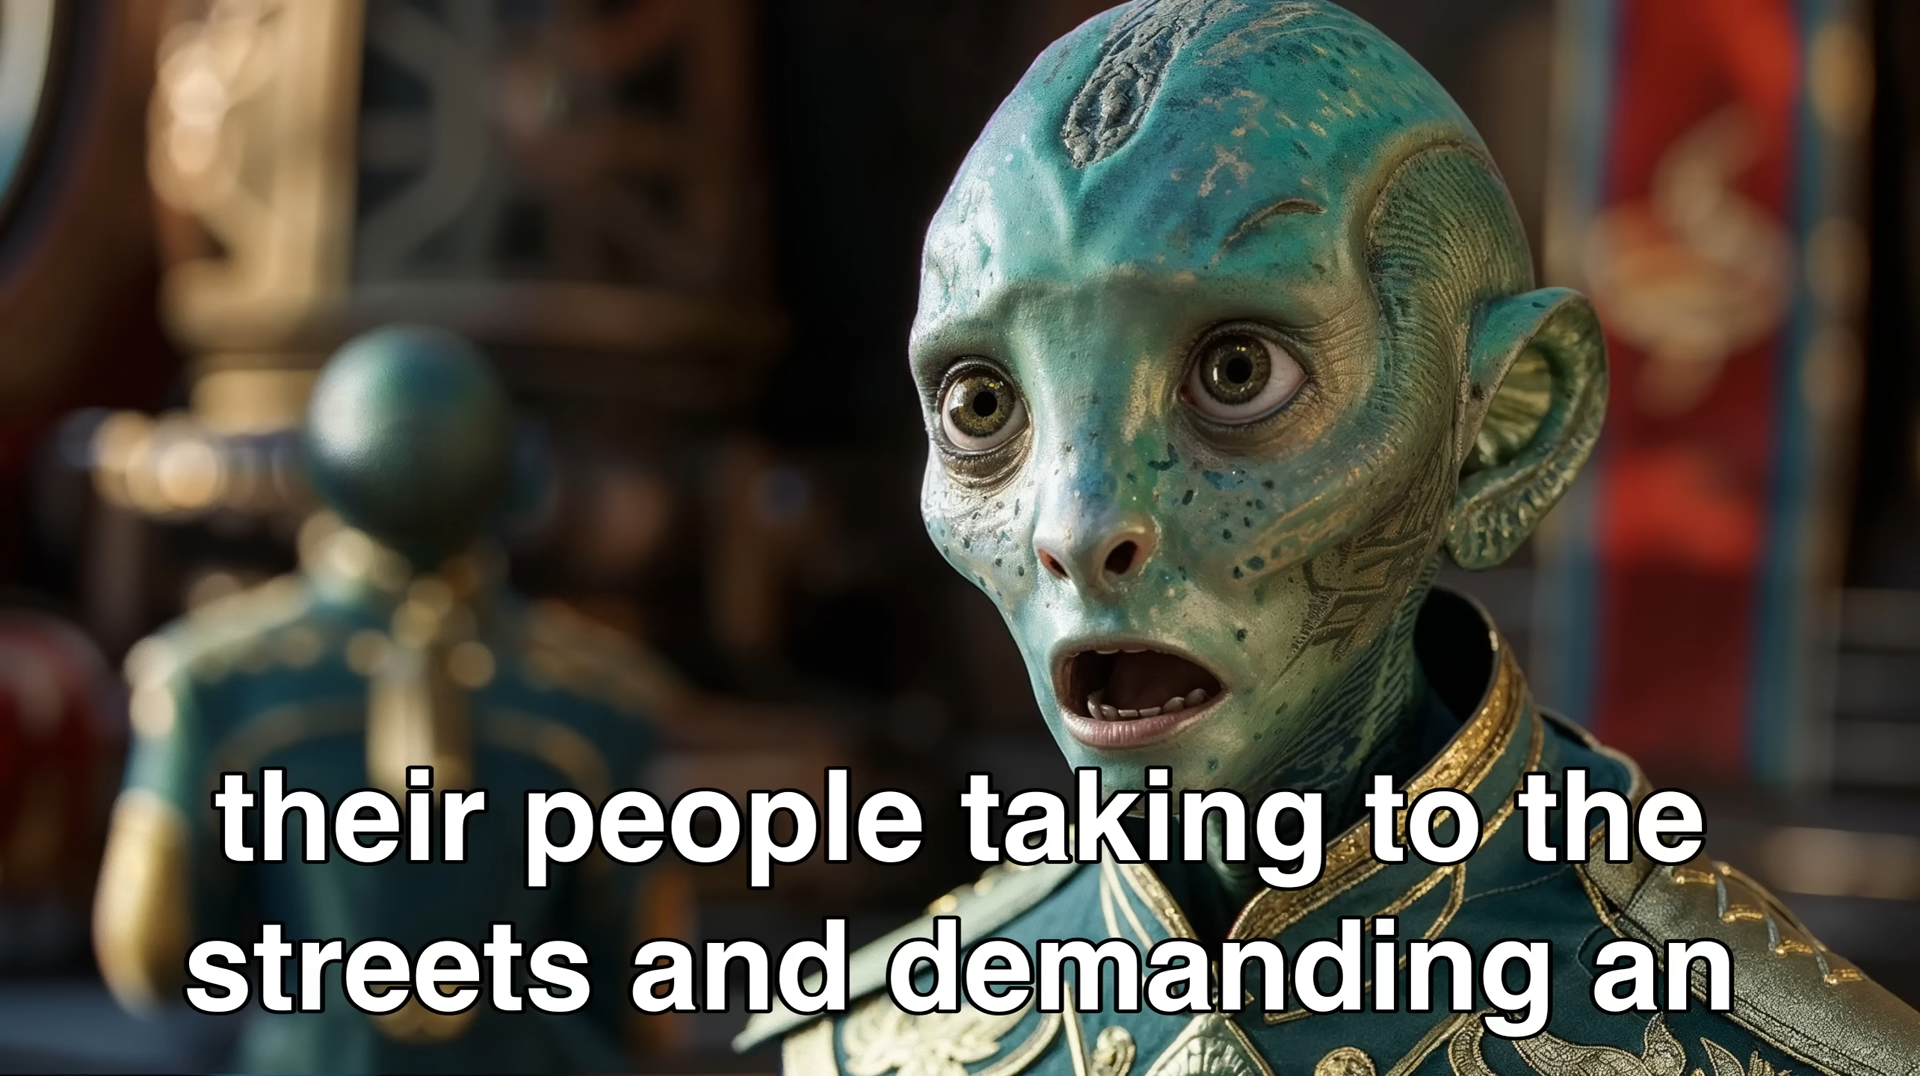 their people taking to the
streets and demanding an